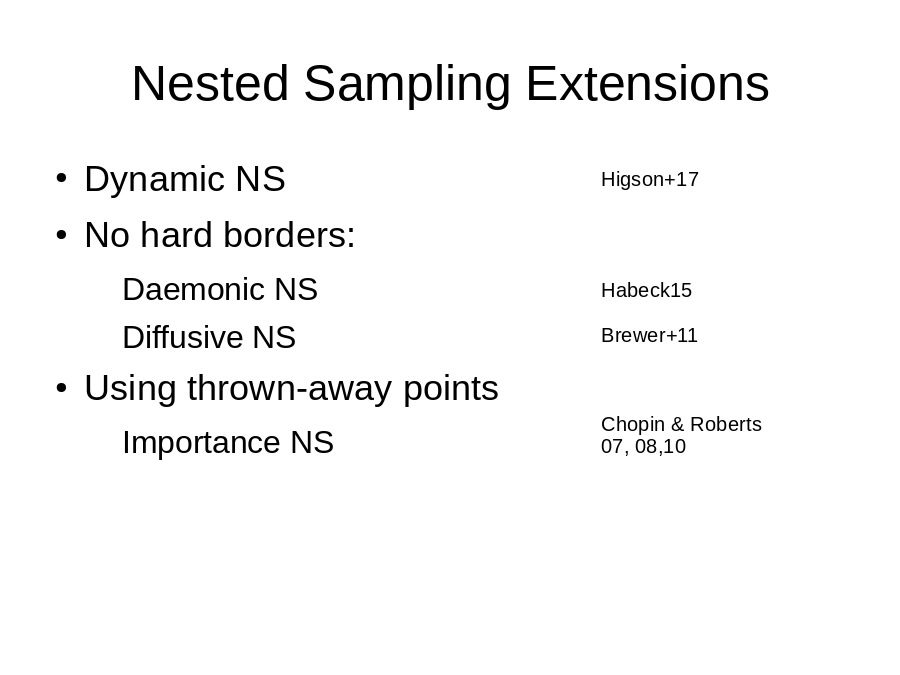 Nested Sampling Extensions
• Dynamic NS Higson+17
• No hard borders:
Daemonic NS Habeck15
Diffusive NS Brewer+11
• Using thrown-away points
Importance NS Chopin & Roberts
07, 08,10